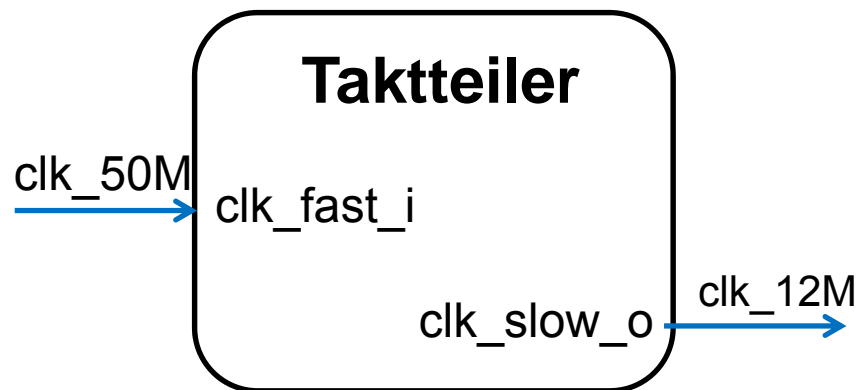 Taktteiler
clk_50M
clk_fast_i
clk_12M
clk_slow_o